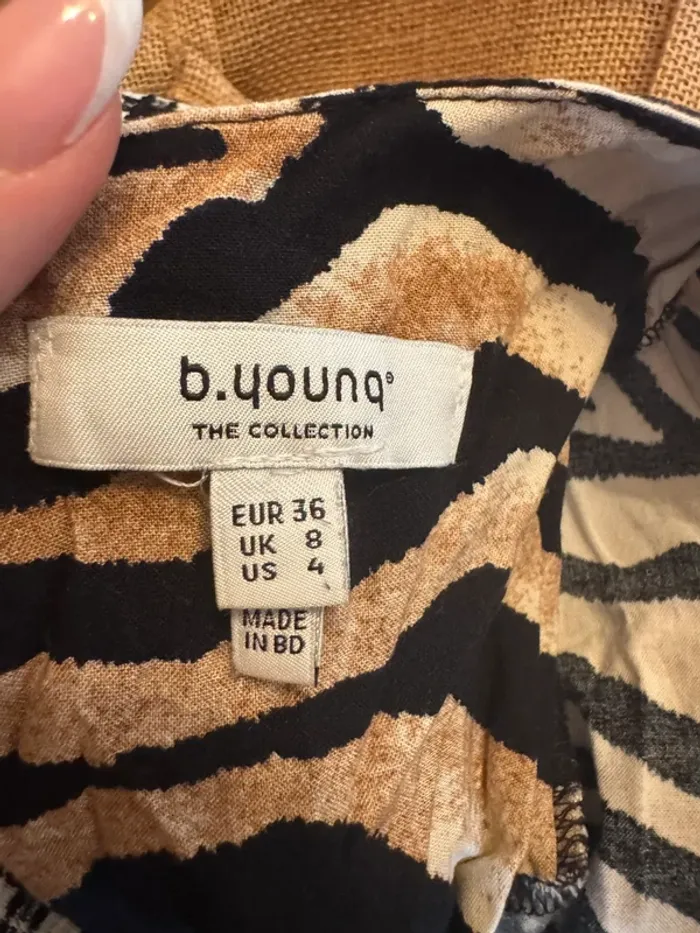 b.young®
THE COLLECTION
EUR 36
UK 8
US 4
MADE
IN BD